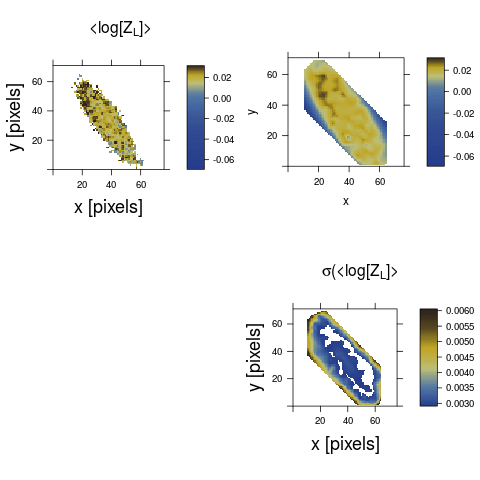 <log[Z_L]>
60
40
20
20 40 60
x [pixels]
y [pixels]
0.02
0.00
-0.02
-0.04
-0.06
60
40
20
20 40 60
x
y
0.02
0.00
-0.02
-0.04
-0.06
σ(<log[Z_L]>
60
40
20
20 40 60
x [pixels]
y [pixels]
0.0060
0.0055
0.0050
0.0045
0.0040
0.0035
0.0030